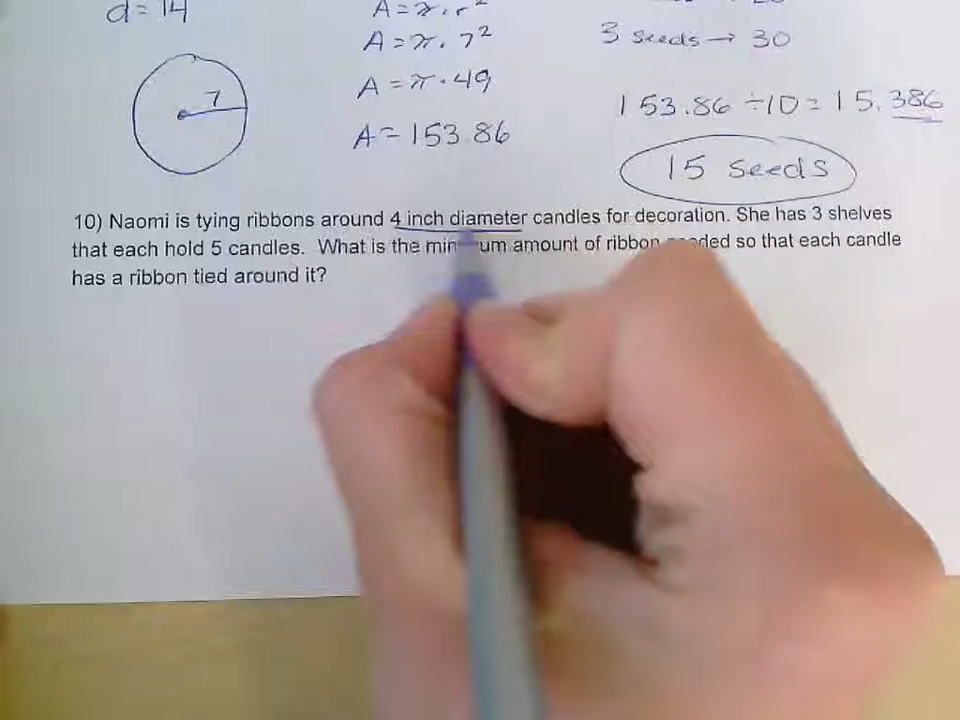 d = 14
A = π · r²
A = π · 7²
3 seeds → 30
7
A = π · 49
153.86 ÷ 10 = 15.386
A = 153.86
15 seeds
10) Naomi is tying ribbons around 4 inch diameter candles for decoration. She has 3 shelves
that each hold 5 candles. What is the amount of ribbon so that each candle
has a ribbon tied around it?